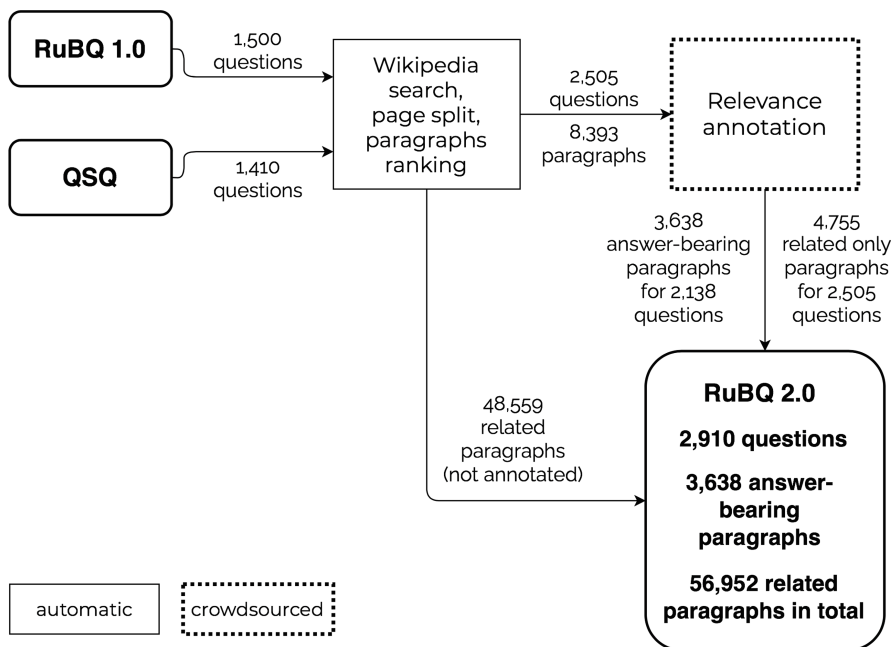 RuBQ 1.0
1,500
questions
QSQ
1,410
questions
Wikipedia
search,
page split,
paragraphs
ranking
2,505
questions
8,393
paragraphs
Relevance
annotation
3,638
answer-bearing
paragraphs
for 2,138
questions
4,755
related only
paragraphs
for 2,505
questions
48,559
related
paragraphs
(not annotated)
RuBQ 2.0
2,910 questions
3,638 answer-
bearing
paragraphs
56,952 related
paragraphs in total
automatic
crowdsourced